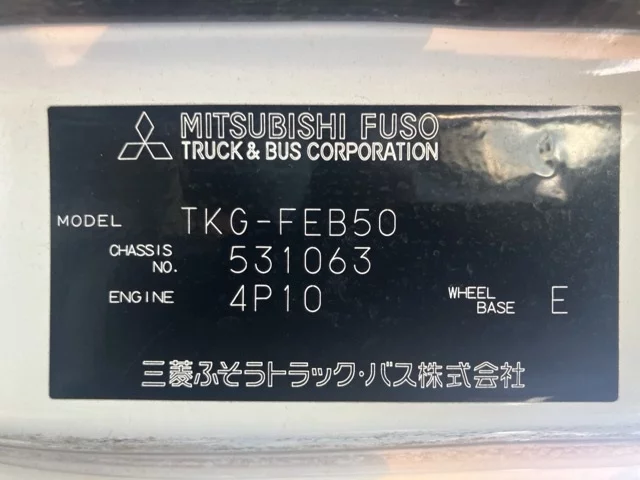 MITSUBISHI FUSO
TRUCK & BUS CORPORATION
MODEL TKG-FEB50
CHASSIS NO. 531063
ENGINE 4P10 WHEEL BASE E
三菱ふそうトラック・バス株式会社